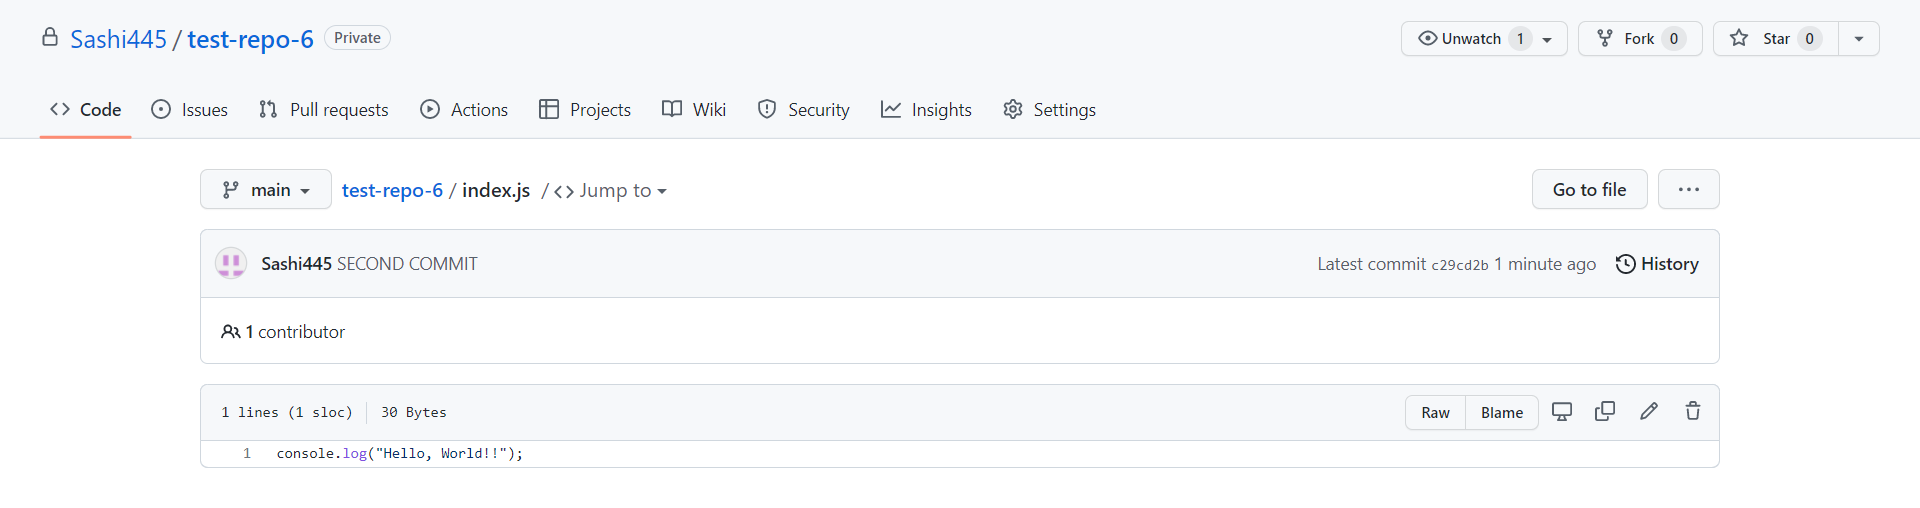 Sashi445 / test-repo-6 Private
Unwatch 1 Fork 0 Star 0
Code Issues Pull requests Actions Projects Wiki Security Insights Settings
main test-repo-6 / index.js / <> Jump to Go to file ...
Sashi445 SECOND COMMIT Latest commit c29cd2b 1 minute ago History
1 contributor
1 lines (1 sloc) 30 Bytes Raw Blame
1 console.log("Hello, World!!");